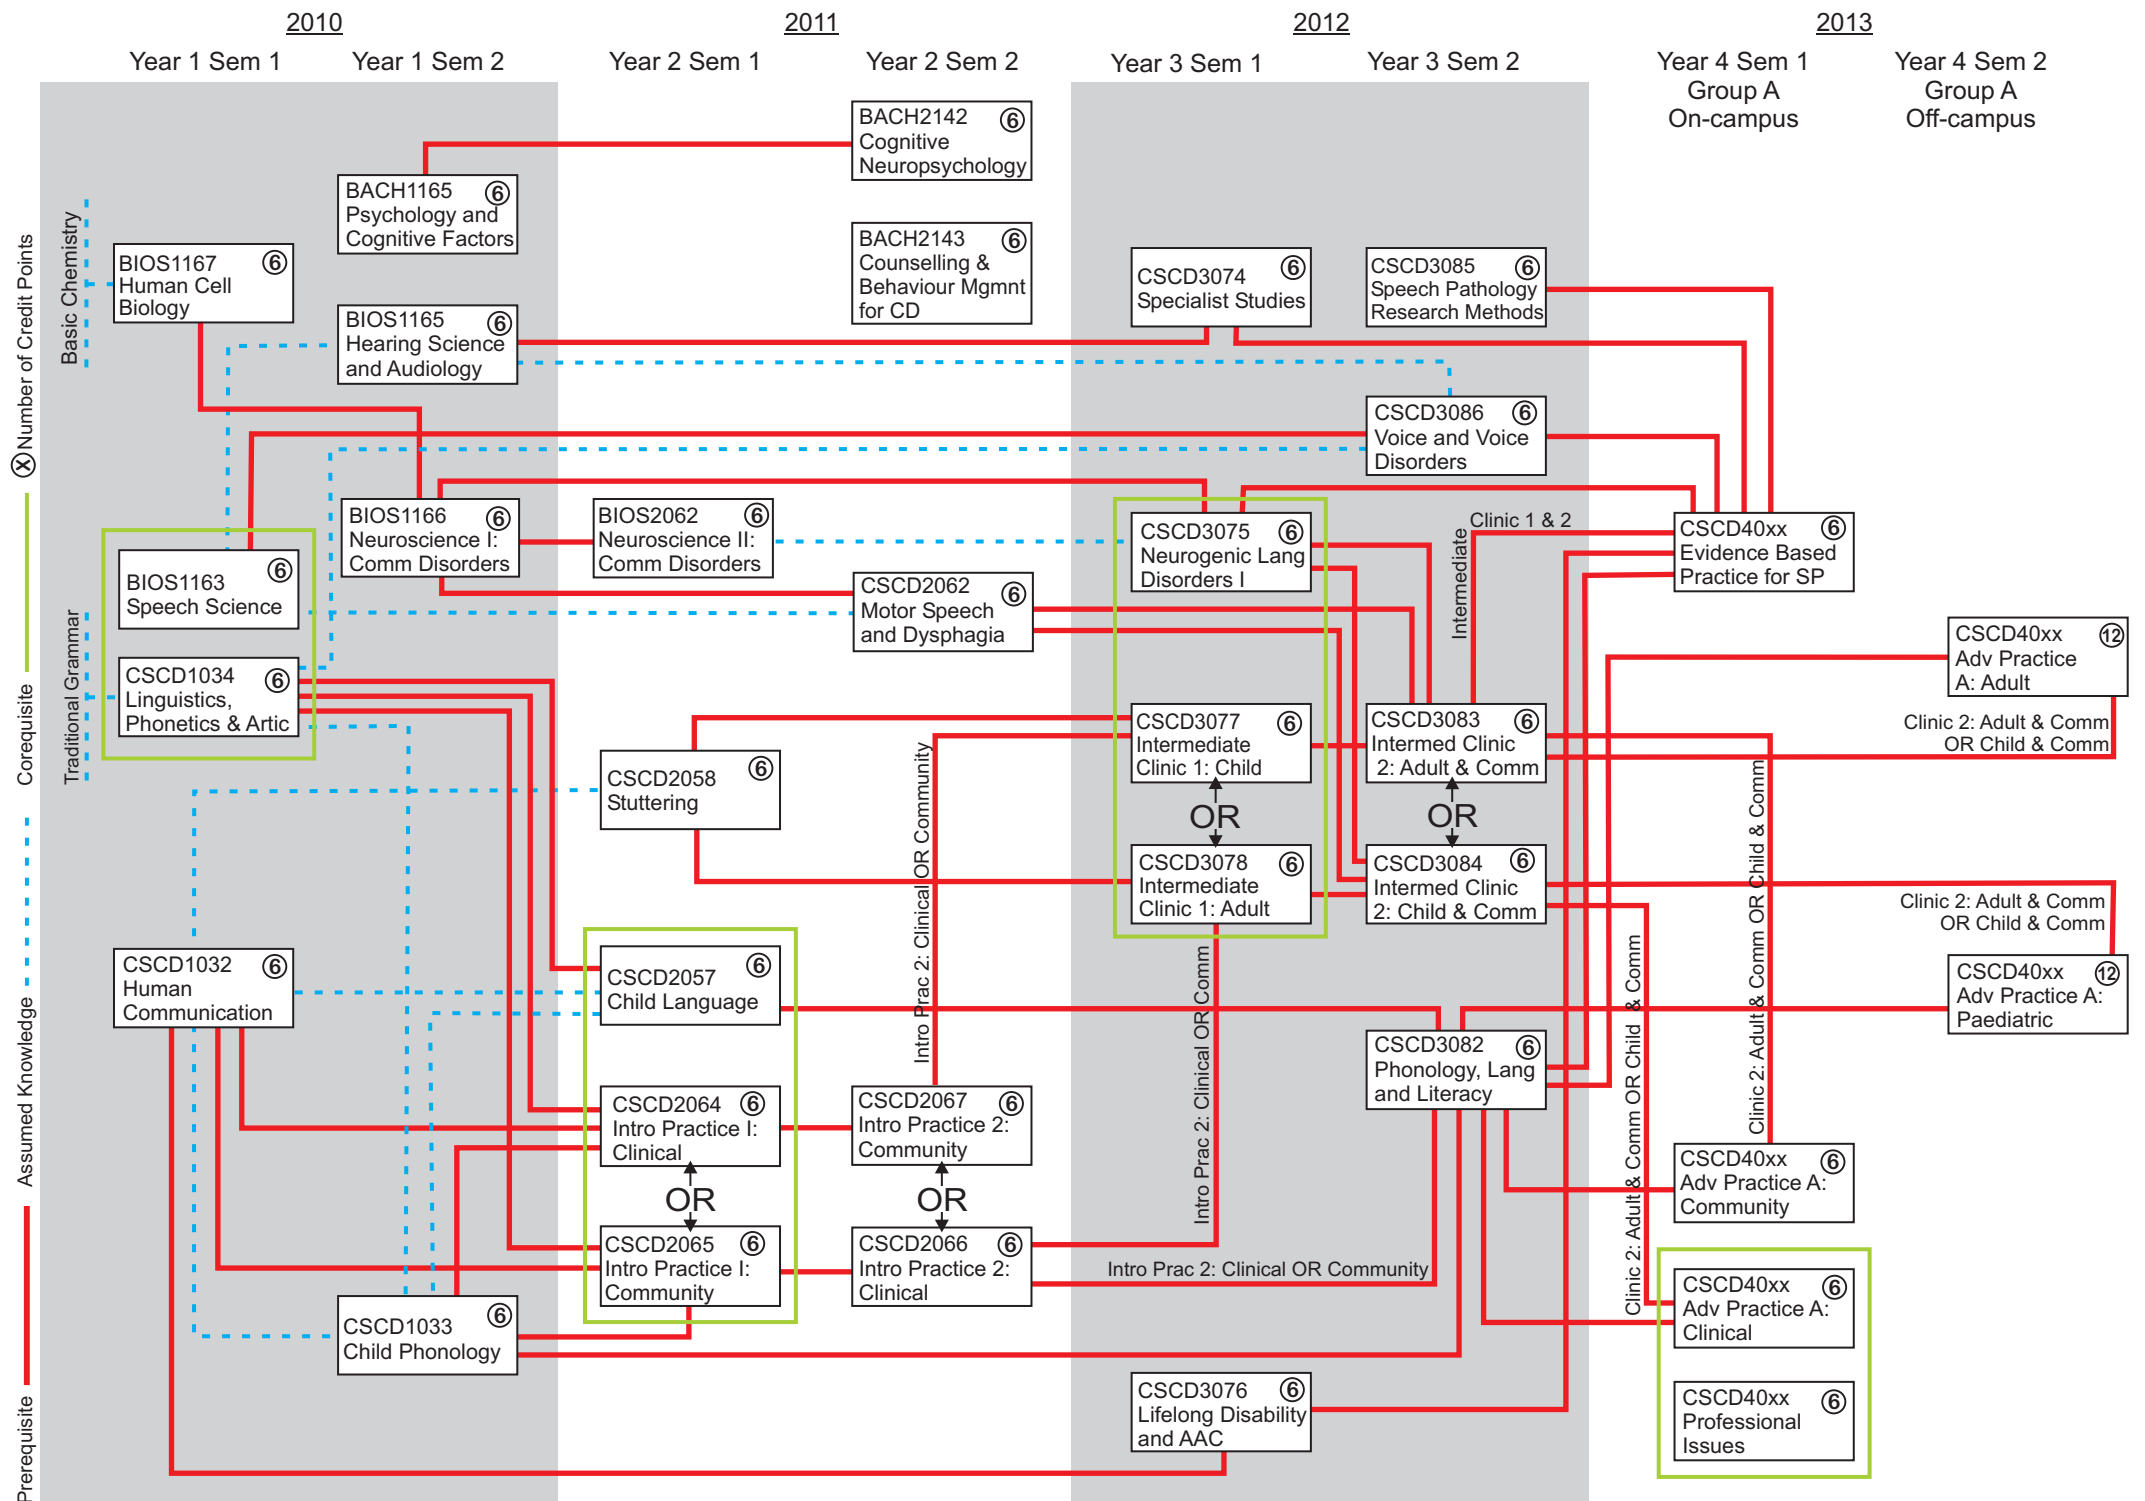 2010
2011
2012
2013
Year 1 Sem 1
Year 1 Sem 2
Year 2 Sem 1
Year 2 Sem 2
Year 3 Sem 1
Year 3 Sem 2
Year 4 Sem 1
Group A
On-campus
Year 4 Sem 2
Group A
Off-campus
Prerequisite
Assumed Knowledge
Corequisite
X Number of Credit Points
Basic Chemistry
Traditional Grammar
BIOS1167 6
Human Cell
Biology
BIOS1163 6
Speech Science
CSCD1034 6
Linguistics,
Phonetics & Artic
CSCD1032 6
Human
Communication
BACH1165 6
Psychology and
Cognitive Factors
BIOS1165 6
Hearing Science
and Audiology
BIOS1166 6
Neuroscience I:
Comm Disorders
CSCD1033 6
Child Phonology
BIOS2062 6
Neuroscience II:
Comm Disorders
CSCD2058 6
Stuttering
CSCD2057 6
Child Language
CSCD2064 6
Intro Practice I:
Clinical
OR
CSCD2065 6
Intro Practice I:
Community
BACH2142 6
Cognitive
Neuropsychology
BACH2143 6
Counselling &
Behaviour Mgmnt
for CD
CSCD2062 6
Motor Speech
and Dysphagia
Intro Prac 2: Clinical OR Community
CSCD2067 6
Intro Practice 2:
Community
OR
CSCD2066 6
Intro Practice 2:
Clinical
CSCD3074 6
Specialist Studies
CSCD3075 6
Neurogenic Lang
Disorders I
CSCD3077 6
Intermediate
Clinic 1: Child
OR
CSCD3078 6
Intermediate
Clinic 1: Adult
Intro Prac 2: Clinical OR Comm
Intro Prac 2: Clinical OR Community
CSCD3076 6
Lifelong Disability
and AAC
CSCD3085 6
Speech Pathology
Research Methods
CSCD3086 6
Voice and Voice
Disorders
Intermediate
Clinic 1 & 2
CSCD3083 6
Intermed Clinic
2: Adult & Comm
OR
CSCD3084 6
Intermed Clinic
2: Child & Comm
CSCD3082 6
Phonology, Lang
and Literacy
Clinic 2: Adult & Comm OR Child & Comm
Clinic 2: Adult & Comm OR Child & Comm
CSCD40xx 6
Evidence Based
Practice for SP
CSCD40xx 6
Adv Practice A:
Community
CSCD40xx 6
Adv Practice A:
Clinical
CSCD40xx 6
Professional
Issues
CSCD40xx 12
Adv Practice
A: Adult
Clinic 2: Adult & Comm
OR Child & Comm
Clinic 2: Adult & Comm
OR Child & Comm
CSCD40xx 12
Adv Practice A:
Paediatric